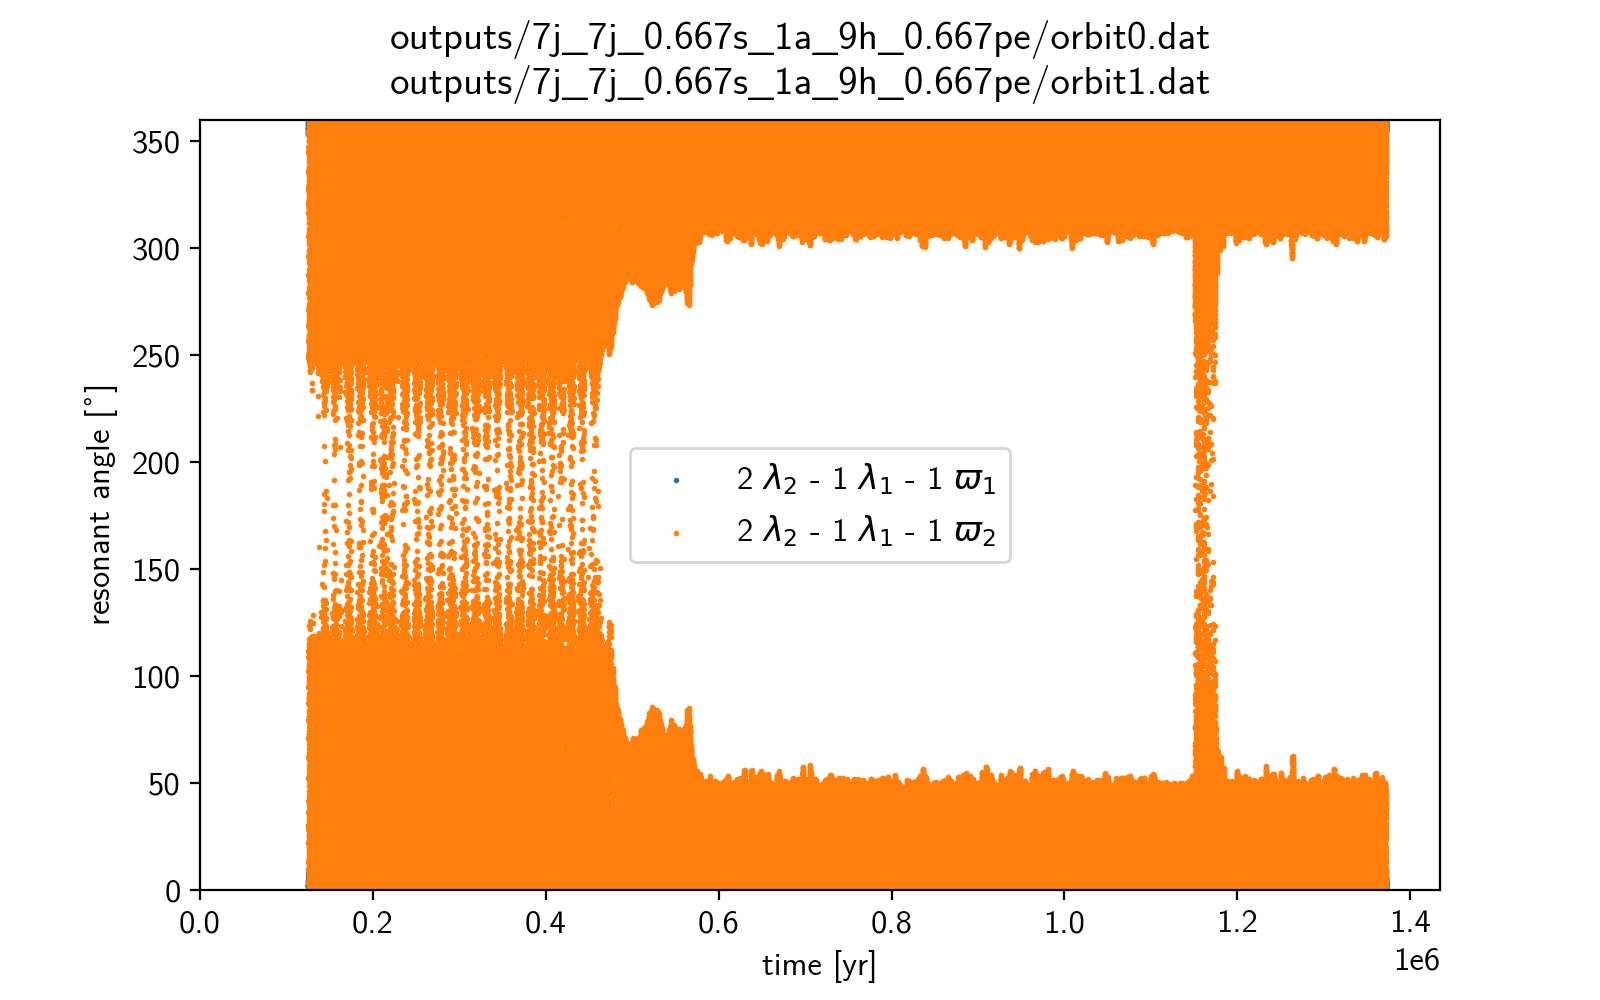 outputs/7j_7j_0.667s_1a_9h_0.667pe/orbit0.dat
outputs/7j_7j_0.667s_1a_9h_0.667pe/orbit1.dat
350
300
250
200
150
100
50
0
resonant angle [°]
2 λ₂ - 1 λ₁ - 1 ϖ₁
2 λ₂ - 1 λ₁ - 1 ϖ₂
0.0 0.2 0.4 0.6 0.8 1.0 1.2 1.4
1e6
time [yr]